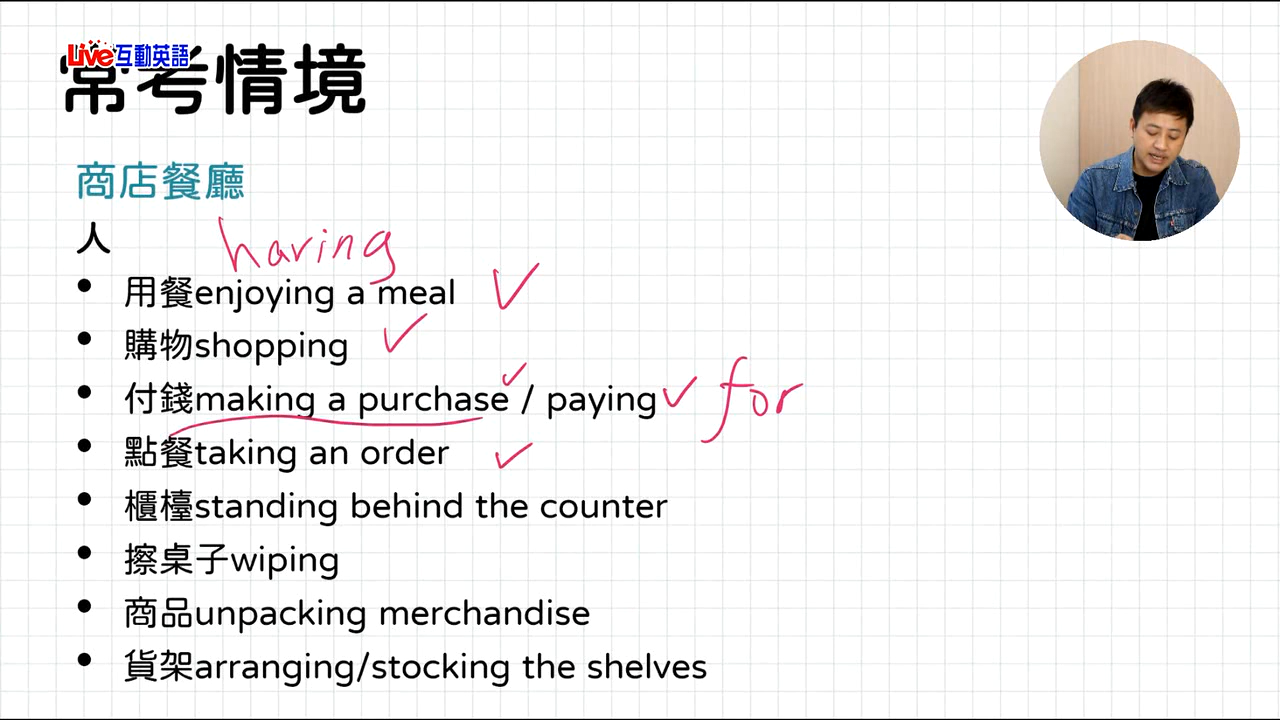 Live互動英語
常考情境
商店餐廳
人
having
• 用餐enjoying a meal
• 購物shopping
• 付錢making a purchase / paying for
• 點餐taking an order
• 櫃檯standing behind the counter
• 擦桌子wiping
• 商品unpacking merchandise
• 貨架arranging/stocking the shelves